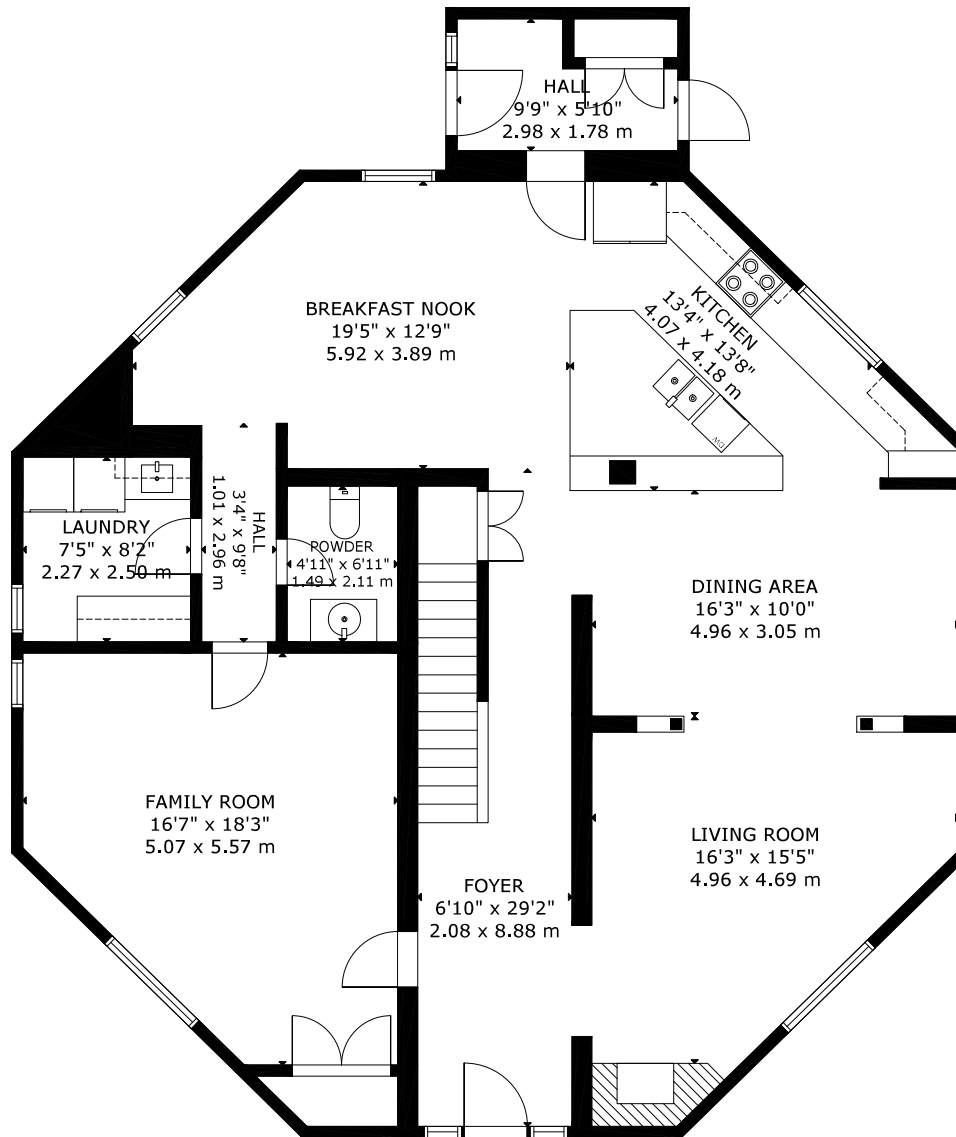 HALL
9'9" x 5'10"
2.98 x 1.78 m
BREAKFAST NOOK
19'5" x 12'9"
5.92 x 3.89 m
KITCHEN
13'4" x 13'8"
4.07 x 4.18 m
DW
LAUNDRY
7'5" x 8'2"
2.27 x 2.50 m
HALL
3'4" x 9'8"
1.01 x 2.96 m
POWDER
4'11" x 6'11"
1.49 x 2.11 m
DINING AREA
16'3" x 10'0"
4.96 x 3.05 m
FAMILY ROOM
16'7" x 18'3"
5.07 x 5.57 m
LIVING ROOM
16'3" x 15'5"
4.96 x 4.69 m
FOYER
6'10" x 29'2"
2.08 x 8.88 m